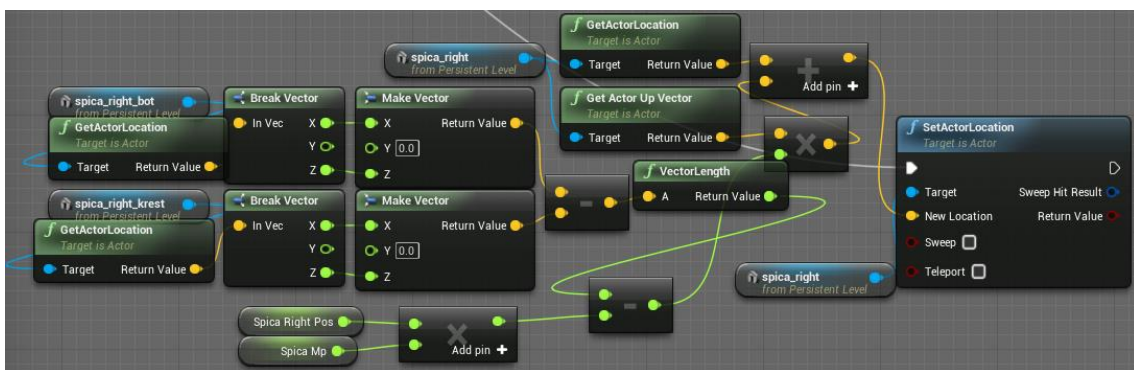 GetActorLocation
Target is Actor
Target Return Value
spica_right
from Persistent Level
Add pin +
Get Actor Up Vector
Target is Actor
Target Return Value
spica_right_bot
from Persistent Level
GetActorLocation
Target is Actor
Target Return Value
Break Vector
In Vec X
Y
Z
Make Vector
X Return Value
Y 0.0
Z
SetActorLocation
Target is Actor
Target Sweep Hit Result
New Location Return Value
Sweep
Teleport
VectorLength
A Return Value
spica_right_krest
from Persistent Level
GetActorLocation
Target is Actor
Target Return Value
Break Vector
In Vec X
Y
Z
Make Vector
X Return Value
Y 0.0
Z
spica_right
from Persistent Level
Spica Right Pos
Spica Mp
Add pin +